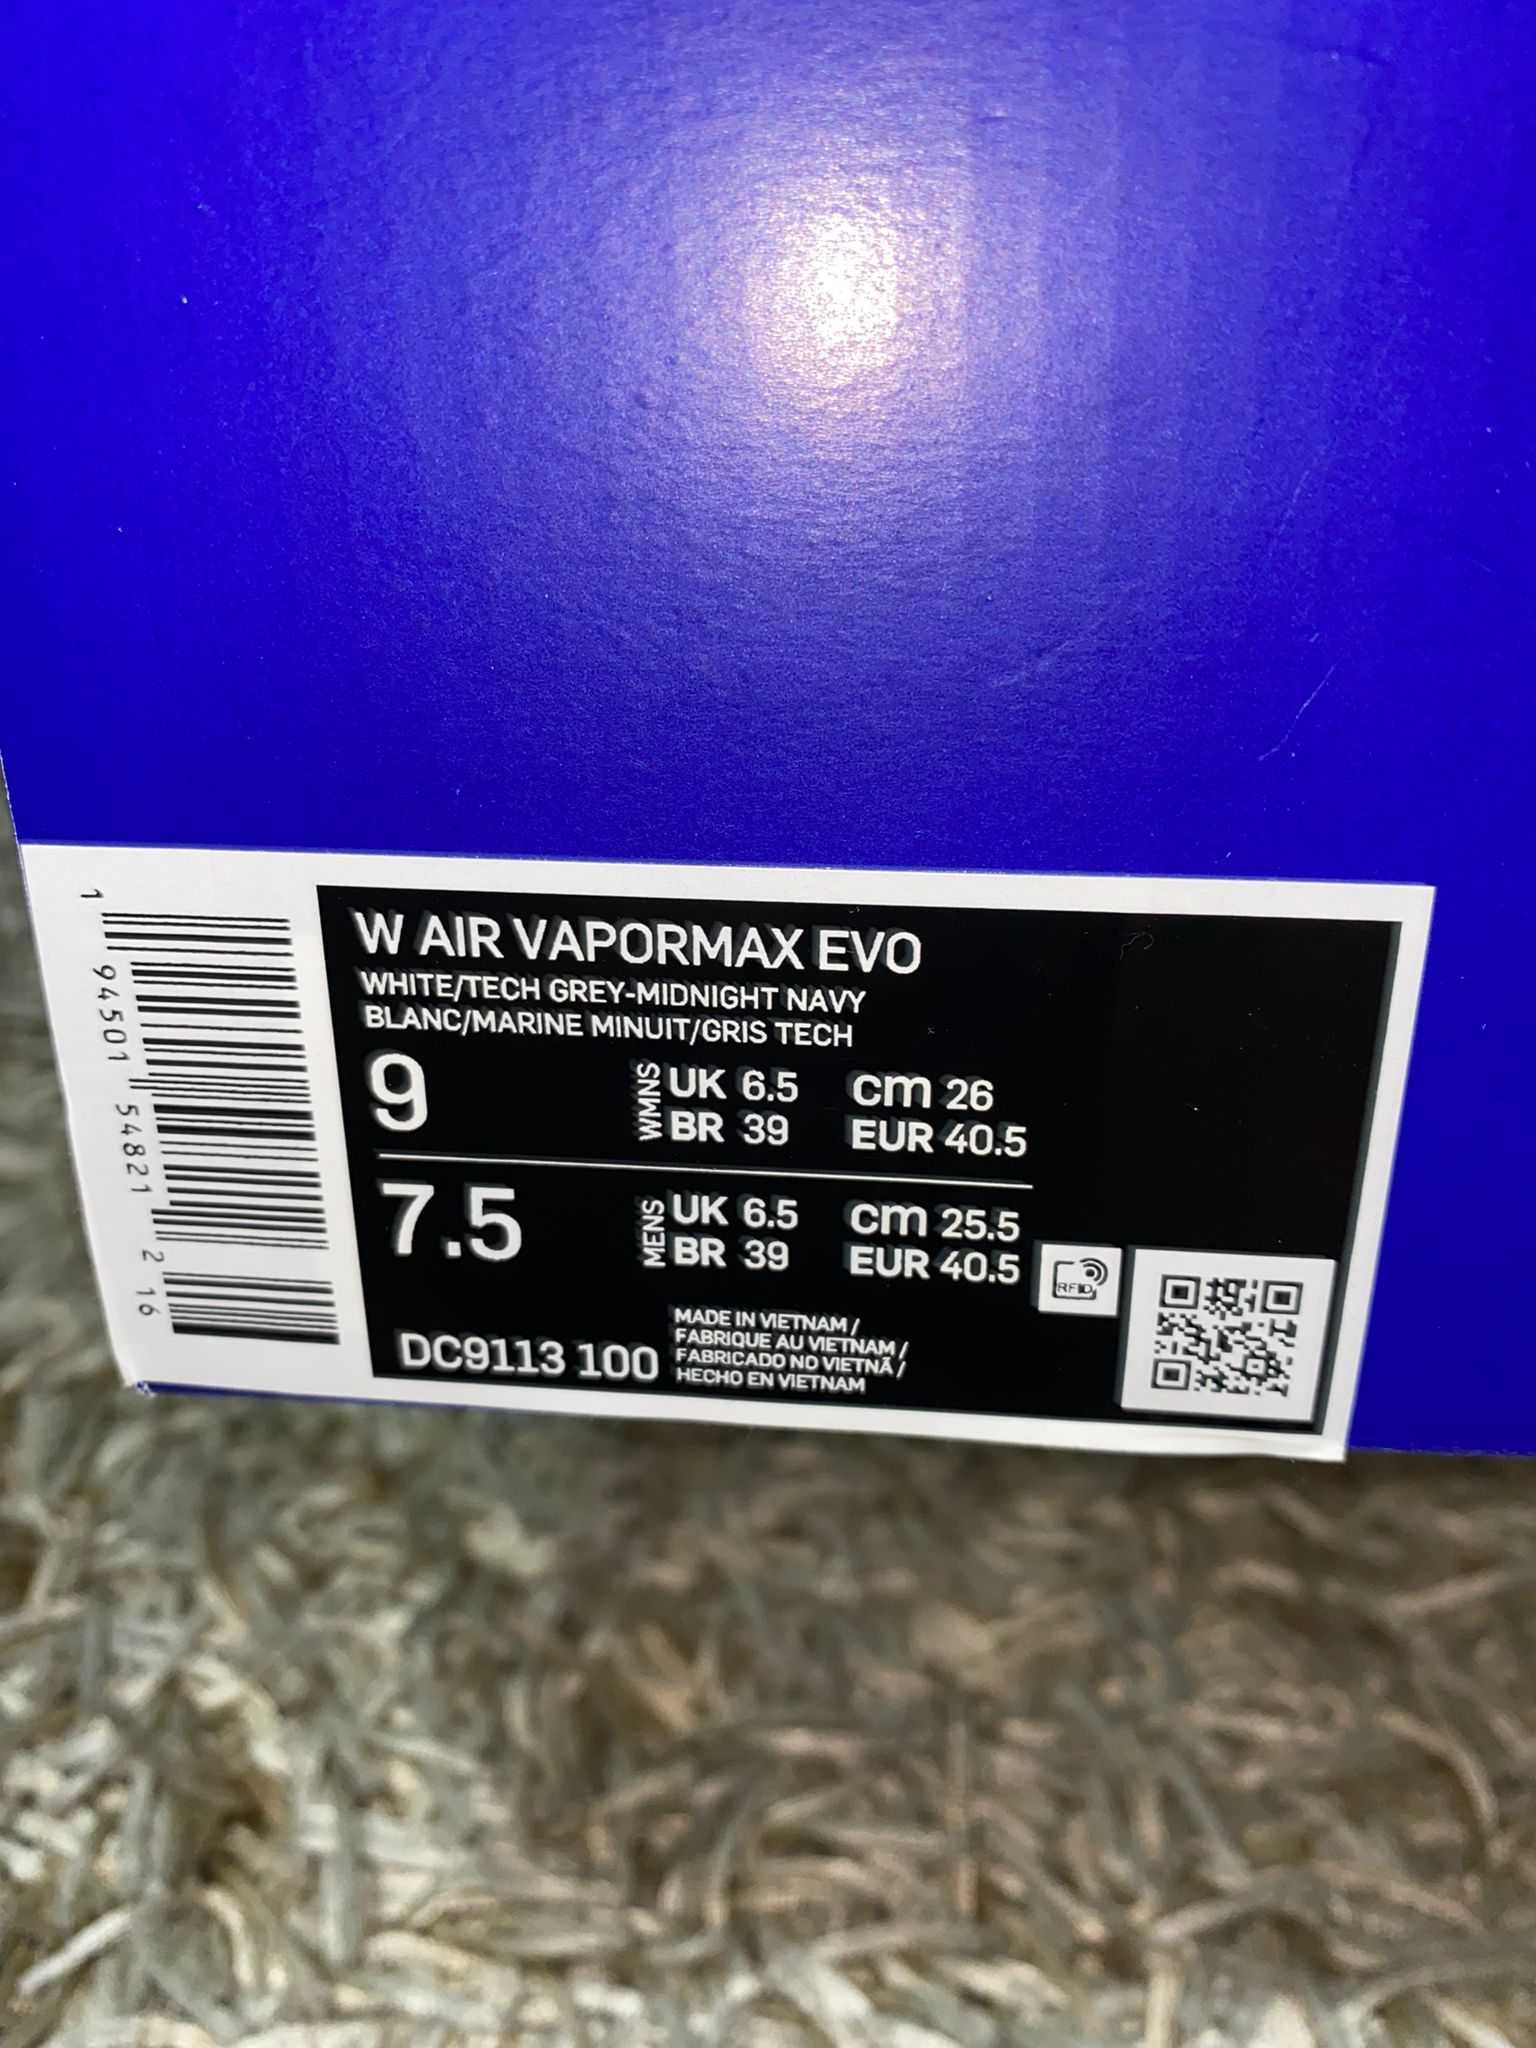 W AIR VAPORMAX EVO
WHITE/TECH GREY-MIDNIGHT NAVY
BLANC/MARINE MINUIT/GRIS TECH
9 WMNS UK 6.5 cm 26
BR 39 EUR 40.5
7.5 MENS UK 6.5 cm 25.5
BR 39 EUR 40.5
RFID
DC9113 100
MADE IN VIETNAM /
FABRIQUE AU VIETNAM /
FABRICADO NO VIETNÃ /
HECHO EN VIETNAM
1 94501 54821 2 16